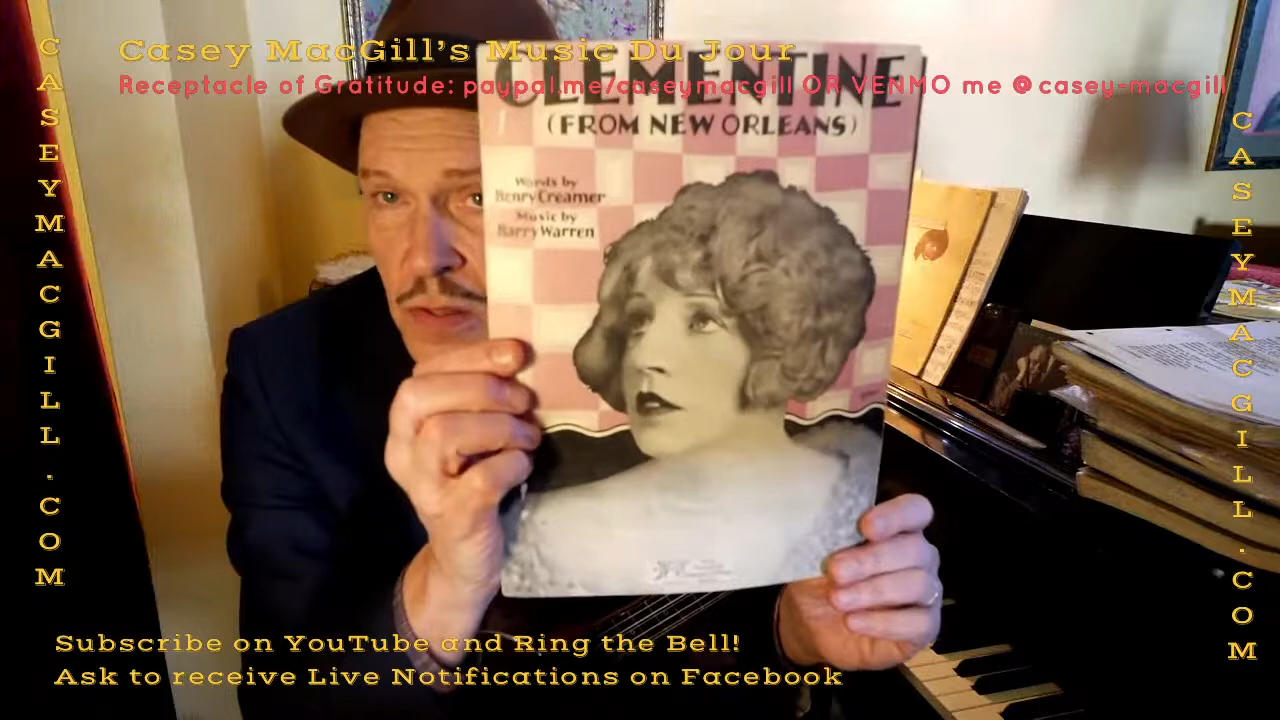 Casey MacGill's Music Du Jour
Receptacle of Gratitude: paypal.me/caseymacgill OR VENMO me @casey-macgill
CLEMENTINE
(FROM NEW ORLEANS)
Words by
Henry Creamer
Music by
Harry Warren
CASEYMACGILL.COM
CASEYMACGILL.COM
Subscribe on YouTube and Ring the Bell!
Ask to receive Live Notifications on Facebook